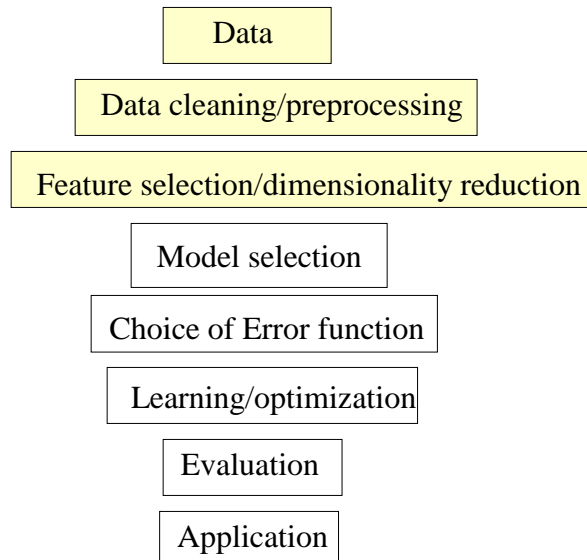 Data
Data cleaning/preprocessing
Feature selection/dimensionality reduction
Model selection
Choice of Error function
Learning/optimization
Evaluation
Application